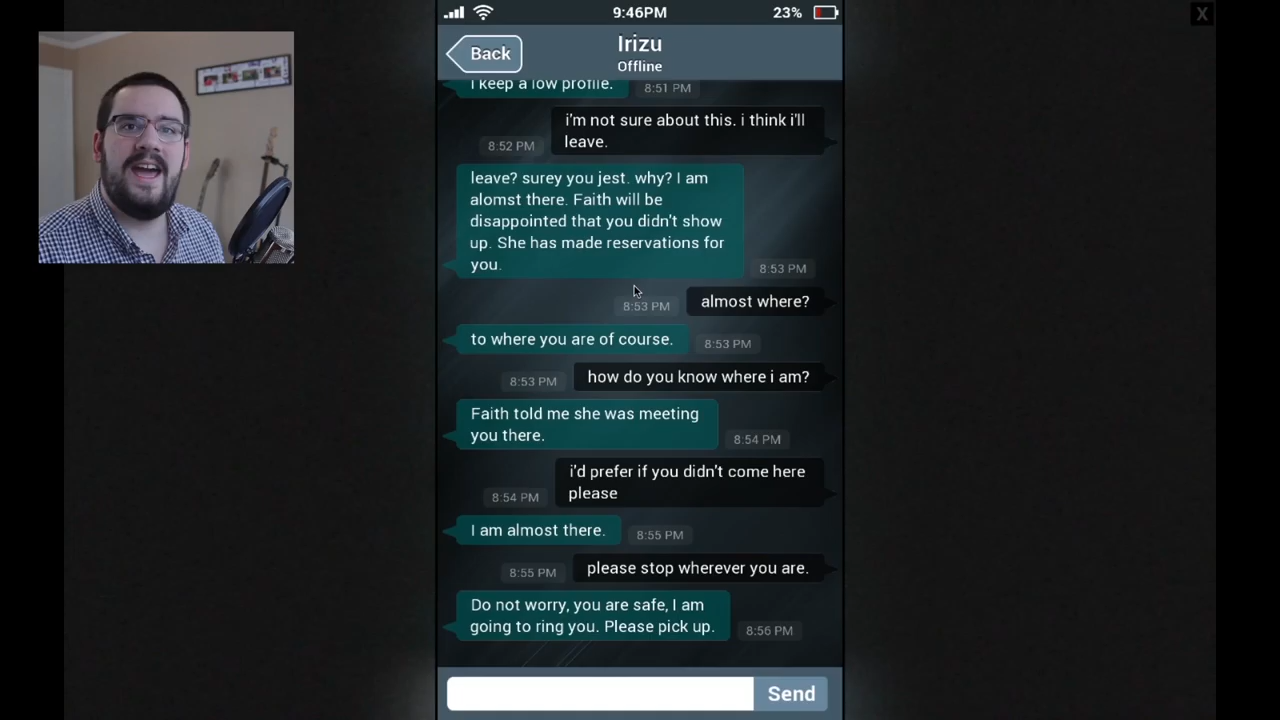 9:46PM
23%
X
Back
Irizu
Offline
I keep a low profile.
8:51 PM
i'm not sure about this. i think i'll
leave.
8:52 PM
leave? surey you jest. why? I am
alomst there. Faith will be
disappointed that you didn't show
up. She has made reservations for
you.
8:53 PM
almost where?
8:53 PM
to where you are of course.
8:53 PM
how do you know where i am?
8:53 PM
Faith told me she was meeting
you there.
8:54 PM
i'd prefer if you didn't come here
please
8:54 PM
I am almost there.
8:55 PM
please stop wherever you are.
8:55 PM
Do not worry, you are safe, I am
going to ring you. Please pick up.
8:56 PM
Send